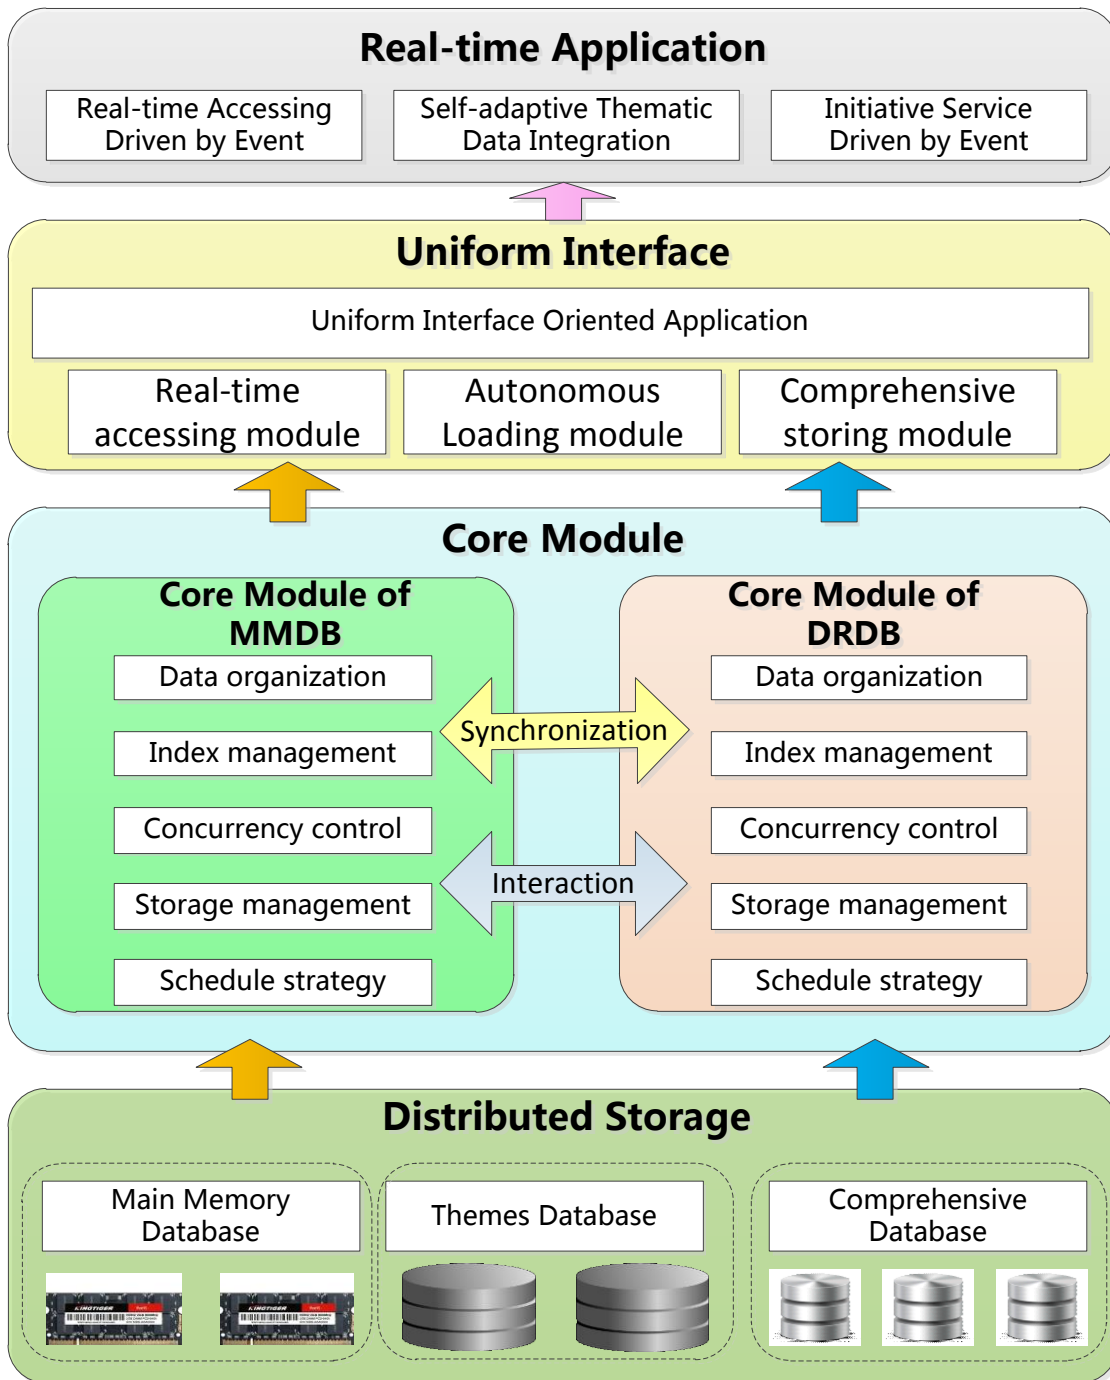 Real-time Application
Real-time Accessing
Driven by Event
Self-adaptive Thematic
Data Integration
Initiative Service
Driven by Event
Uniform Interface
Uniform Interface Oriented Application
Real-time
accessing module
Autonomous
Loading module
Comprehensive
storing module
Core Module
Core Module of
MMDB
Data organization
Index management
Concurrency control
Storage management
Schedule strategy
Synchronization
Interaction
Core Module of
DRDB
Data organization
Index management
Concurrency control
Storage management
Schedule strategy
Distributed Storage
Main Memory
Database
KINGTIGER
KINGTIGER
Themes Database
Comprehensive
Database